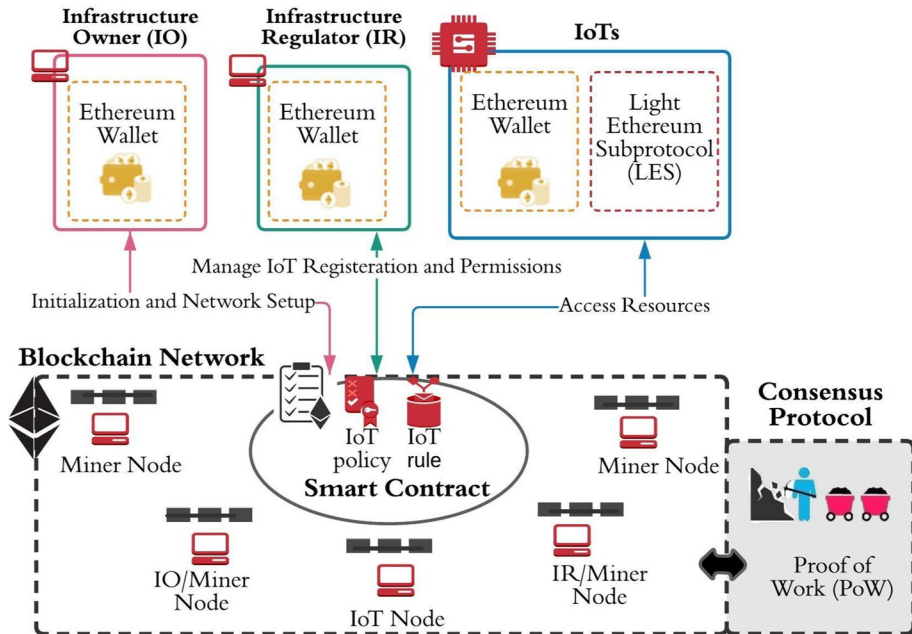 Infrastructure
Owner (IO)
Infrastructure
Regulator (IR)
IoTs
Ethereum
Wallet
Ethereum
Wallet
Ethereum
Wallet
Light
Ethereum
Subprotocol
(LES)
Manage IoT Registeration and Permissions
Initialization and Network Setup
Access Resources
Blockchain Network
Consensus
Protocol
Miner Node
IoT
policy
IoT
rule
Smart Contract
Miner Node
IO/Miner
Node
IoT Node
IR/Miner
Node
Proof of
Work (PoW)